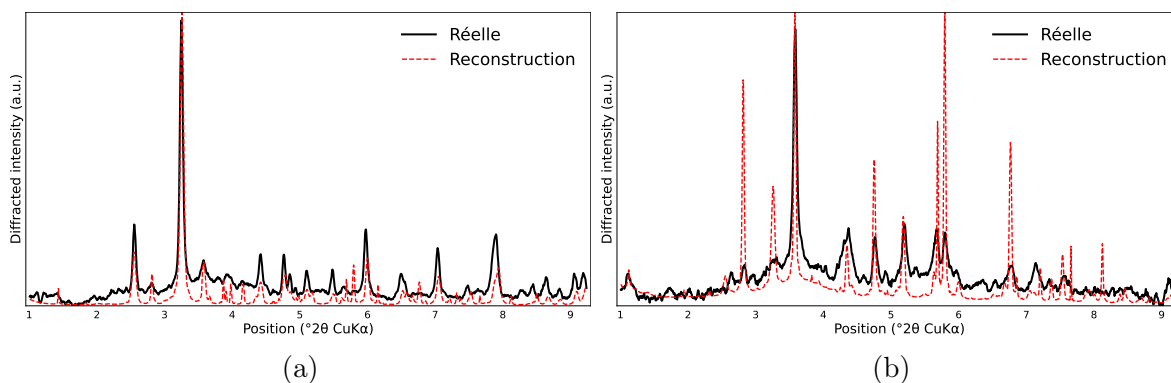 Diffracted intensity (a.u.)
Réelle
Reconstruction
1 2 3 4 5 6 7 8 9
Position (°2θ CuKα)
(a)
Diffracted intensity (a.u.)
Réelle
Reconstruction
1 2 3 4 5 6 7 8 9
Position (°2θ CuKα)
(b)